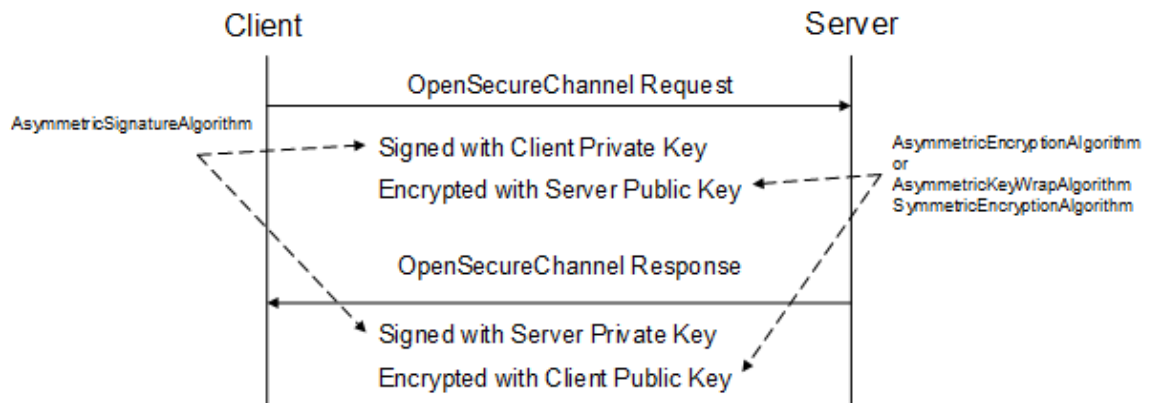 Client
Server
OpenSecureChannel Request
AsymmetricSignatureAlgorithm
Signed with Client Private Key
Encrypted with Server Public Key
AsymmetricEncryptionAlgorithm
or
AsymmetricKeyWrapAlgorithm
SymmetricEncryptionAlgorithm
OpenSecureChannel Response
Signed with Server Private Key
Encrypted with Client Public Key